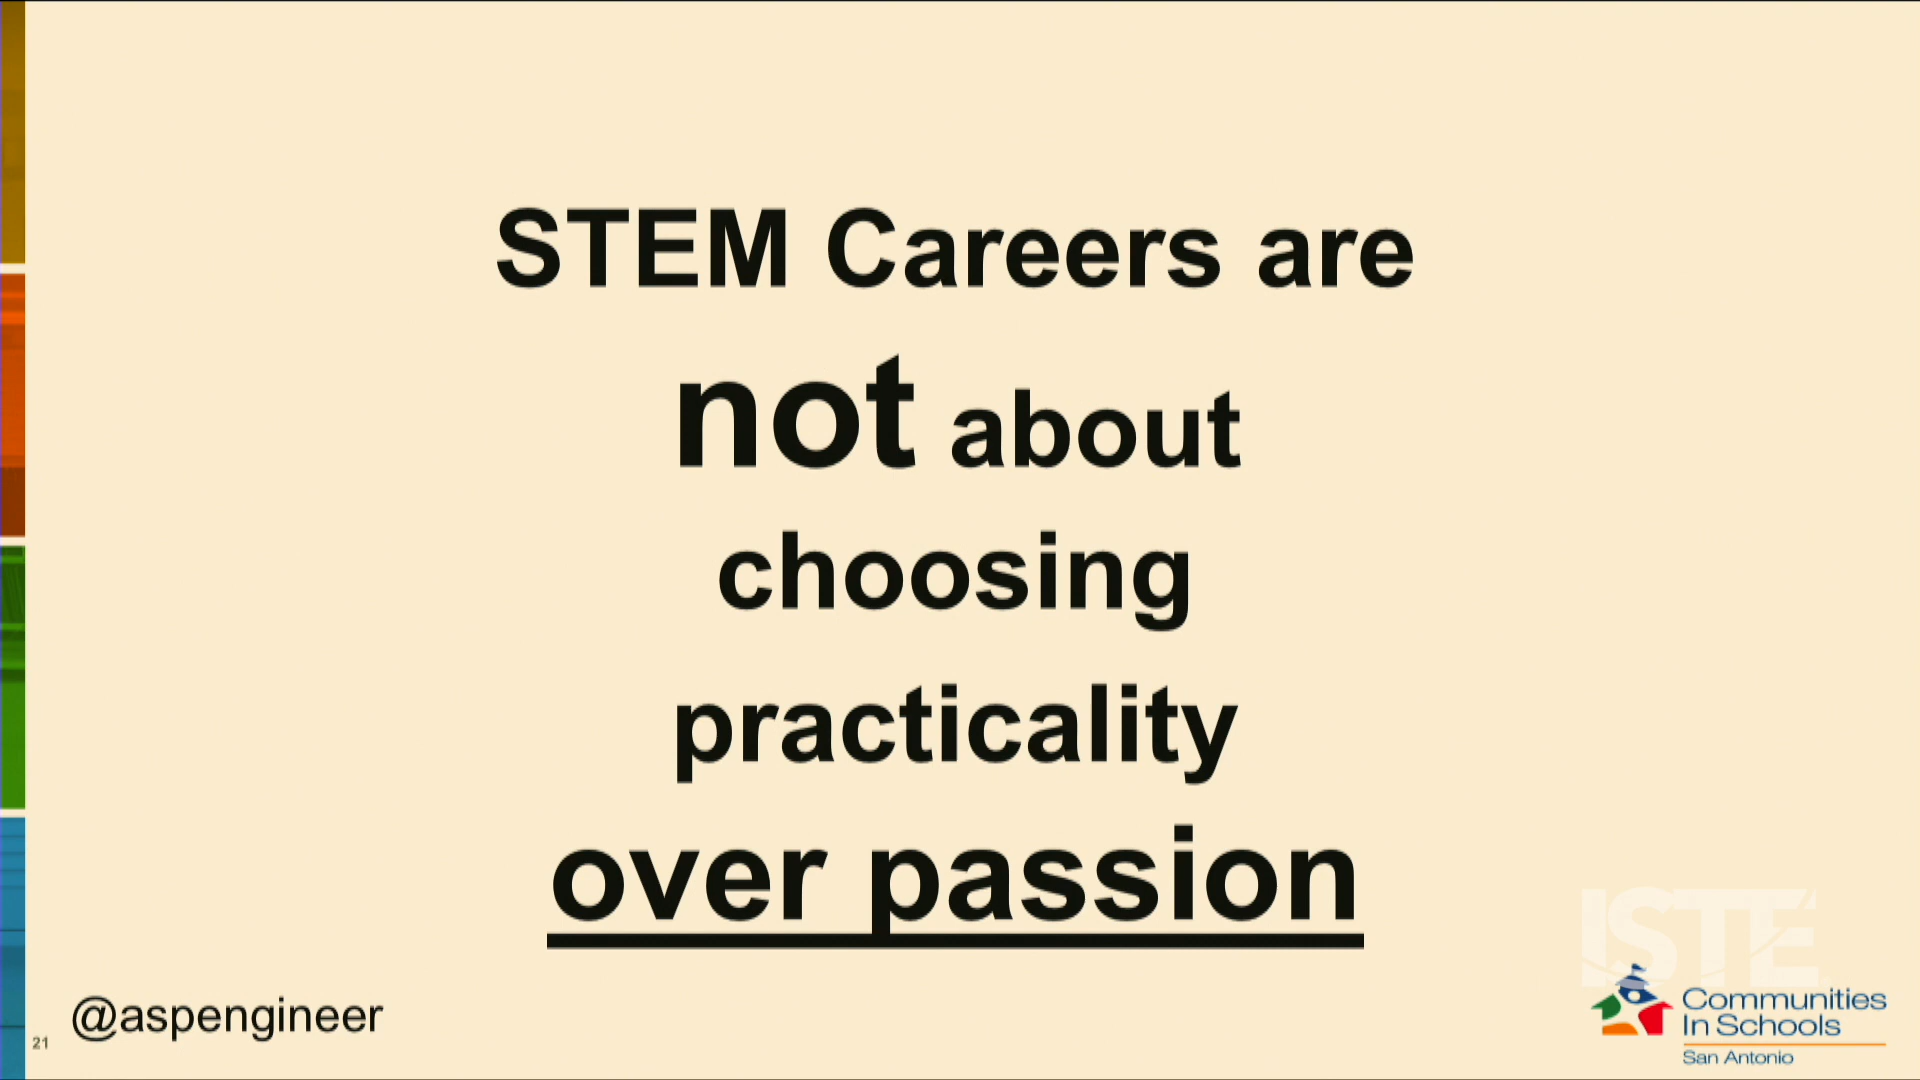 STEM Careers are
not about
choosing
practicality
over passion
ISTE
@aspengineer
Communities
In Schools
San Antonio
21